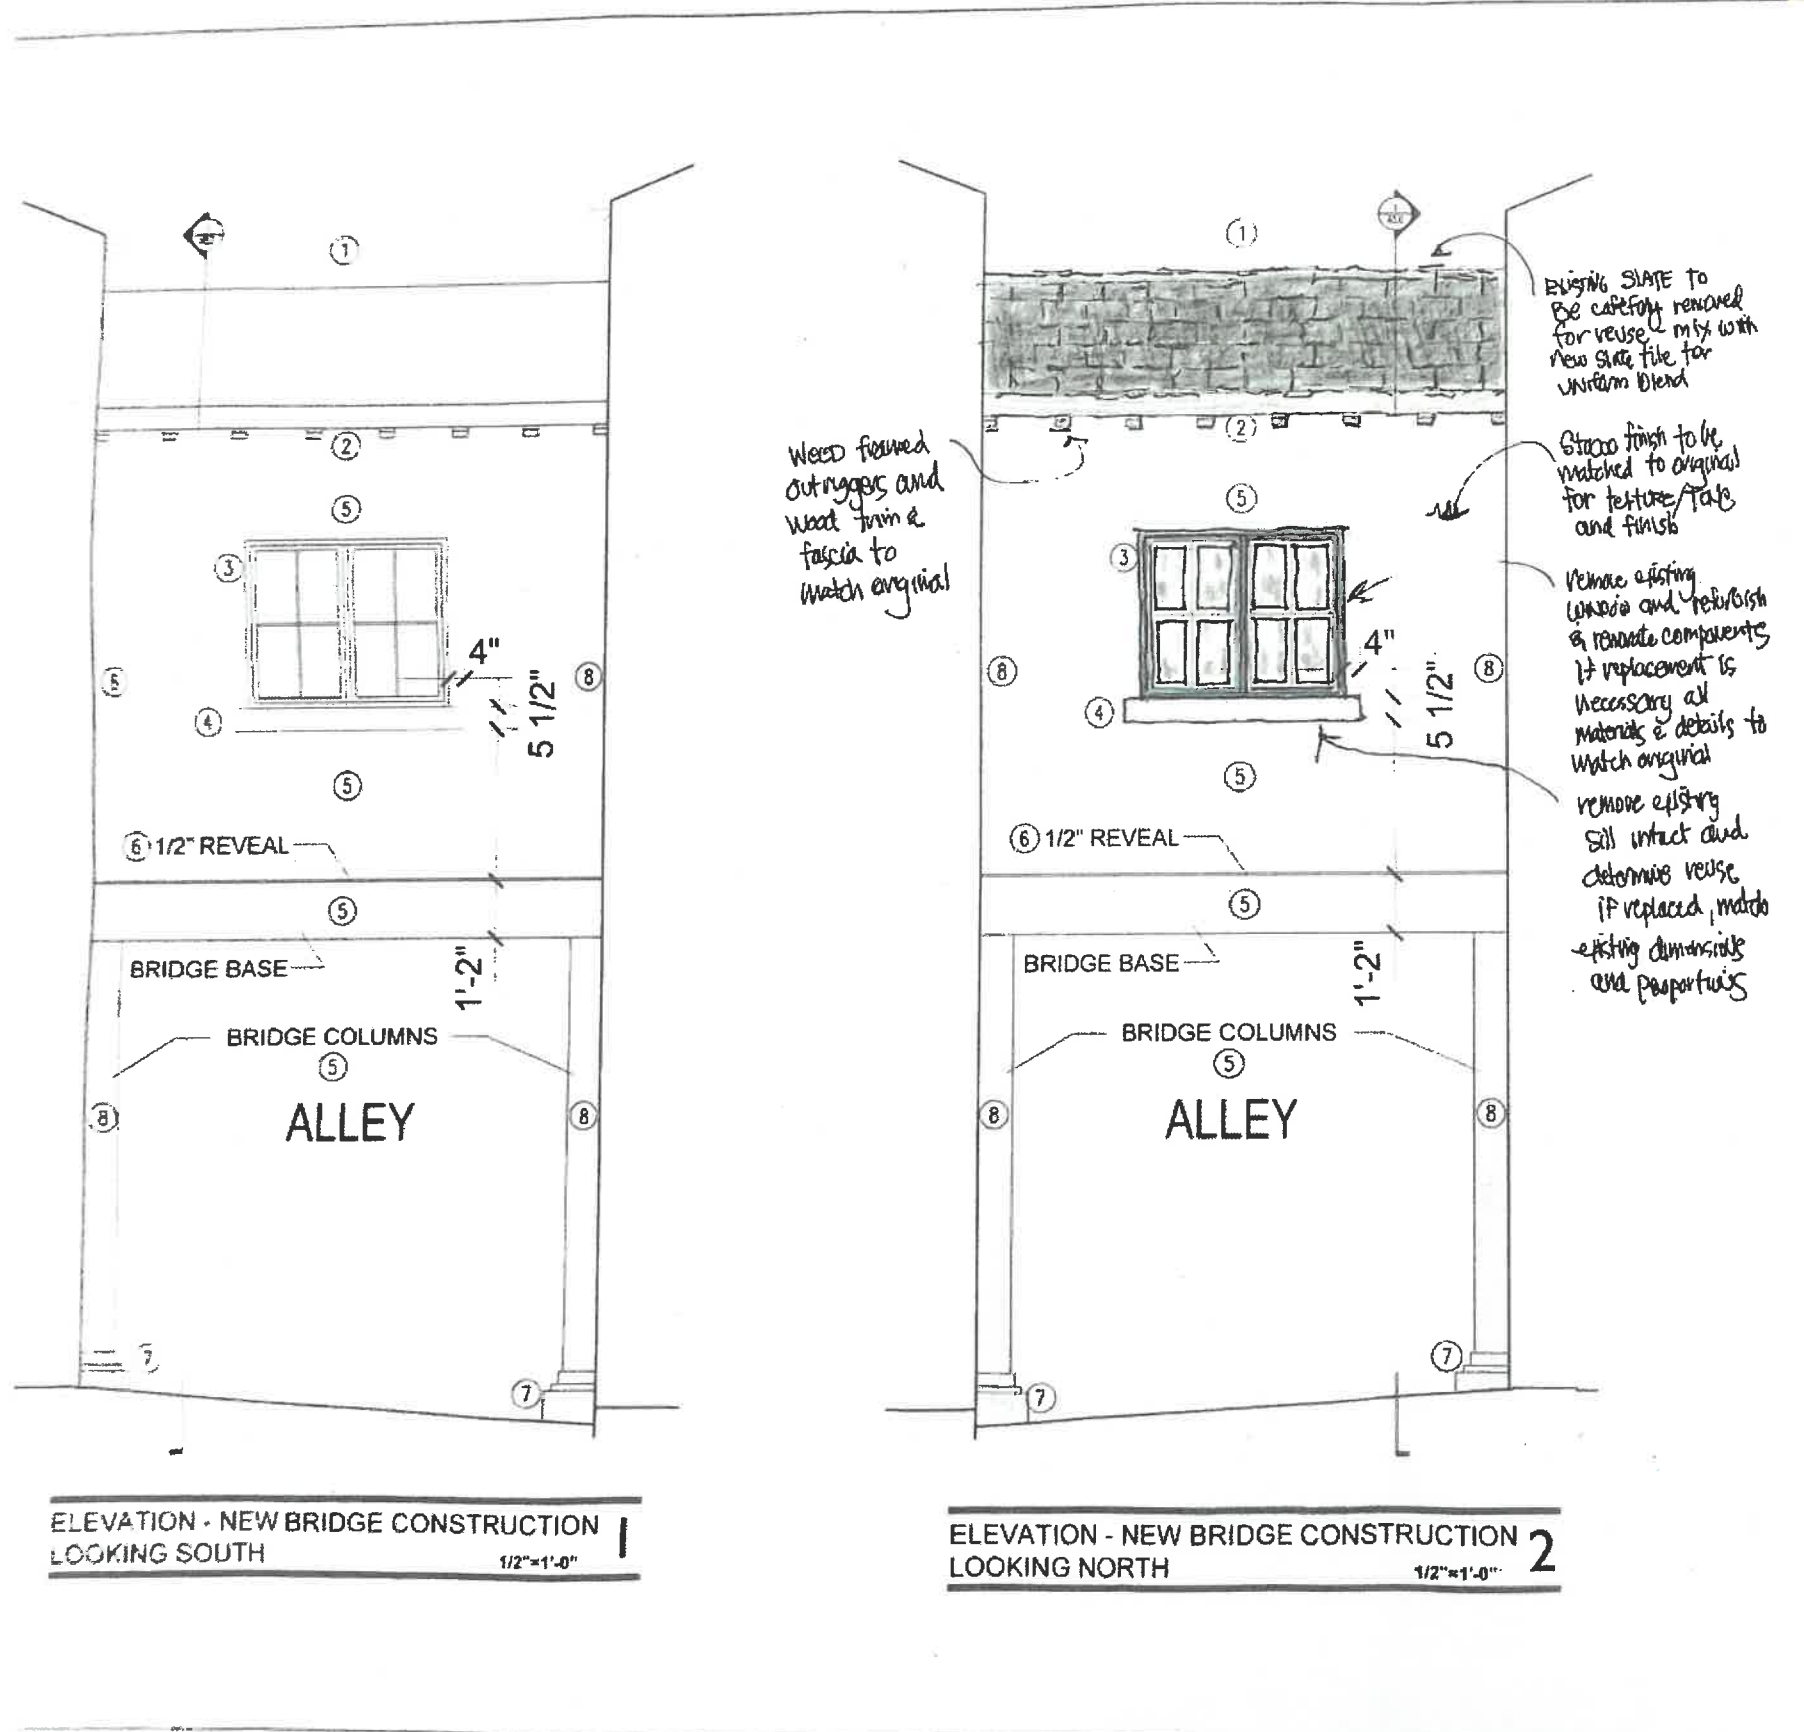 1
2
5
3
4"
8
8
4
5 1/2"
5
6 1/2" REVEAL
5
BRIDGE BASE
1'-2"
BRIDGE COLUMNS
5
8
ALLEY
8
7
7
ELEVATION - NEW BRIDGE CONSTRUCTION
LOOKING SOUTH
1/2"=1'-0"
1
1
2
5
3
4"
8
8
4
5 1/2"
5
6 1/2" REVEAL
5
BRIDGE BASE
1'-2"
BRIDGE COLUMNS
5
8
ALLEY
8
7
7
ELEVATION - NEW BRIDGE CONSTRUCTION
LOOKING NORTH
1/2"=1'-0"
2
Wood framed
outriggers and
wood trim &
fascia to
match original
EXISTING SLATE TO
Be carefully removed
for reuse - mix with
new slate tile for
uniform blend
Stucco finish to be
matched to original
for texture/
and finish
remove existing
and refurbish
& renovate components
If replacement is
necessary all
materials & details to
match original
remove existing
sill intact and
determine reuse
if replaced, match
existing dimensions
and proportions